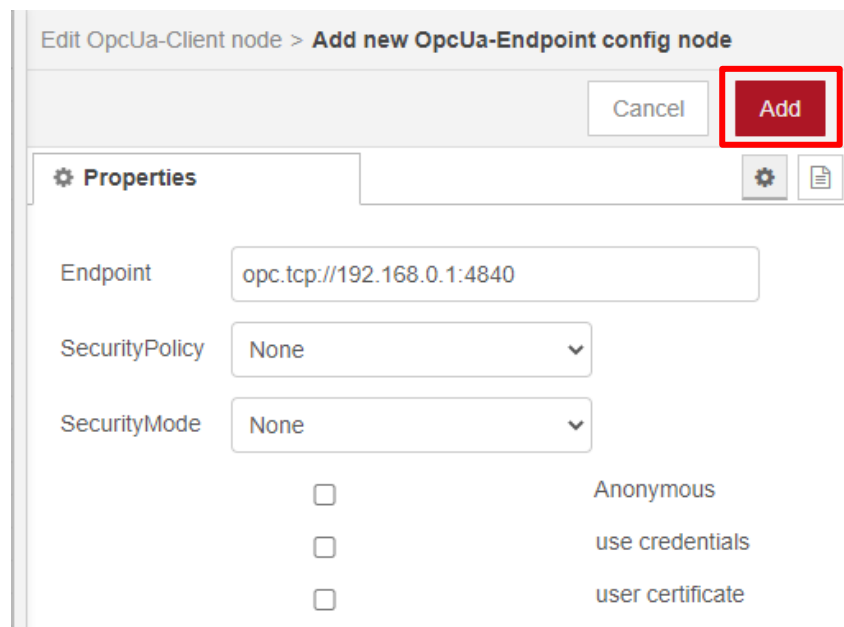 Edit OpcUa-Client node > Add new OpcUa-Endpoint config node
Cancel Add
Properties
Endpoint opc.tcp://192.168.0.1:4840
SecurityPolicy None
SecurityMode None
Anonymous
use credentials
user certificate